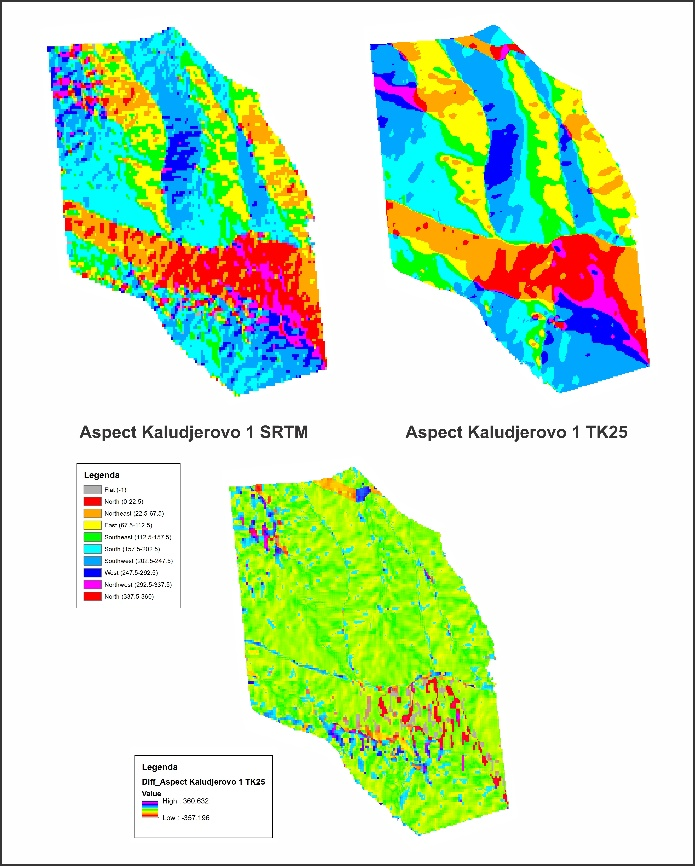 Aspect Kaludjerovo 1 SRTM
Aspect Kaludjerovo 1 TK25
Legenda
Flat (-1)
North (0-22.5)
Northeast (22.5-67.5)
East (67.5-112.5)
Southeast (112.5-157.5)
South (157.5-202.5)
Southwest (202.5-247.5)
West (247.5-292.5)
Northwest (292.5-337.5)
North (337.5-360)
Legenda
Diff_Aspect Kaludjerovo 1 TK25
Value
High : 360.632
Low : -357.196